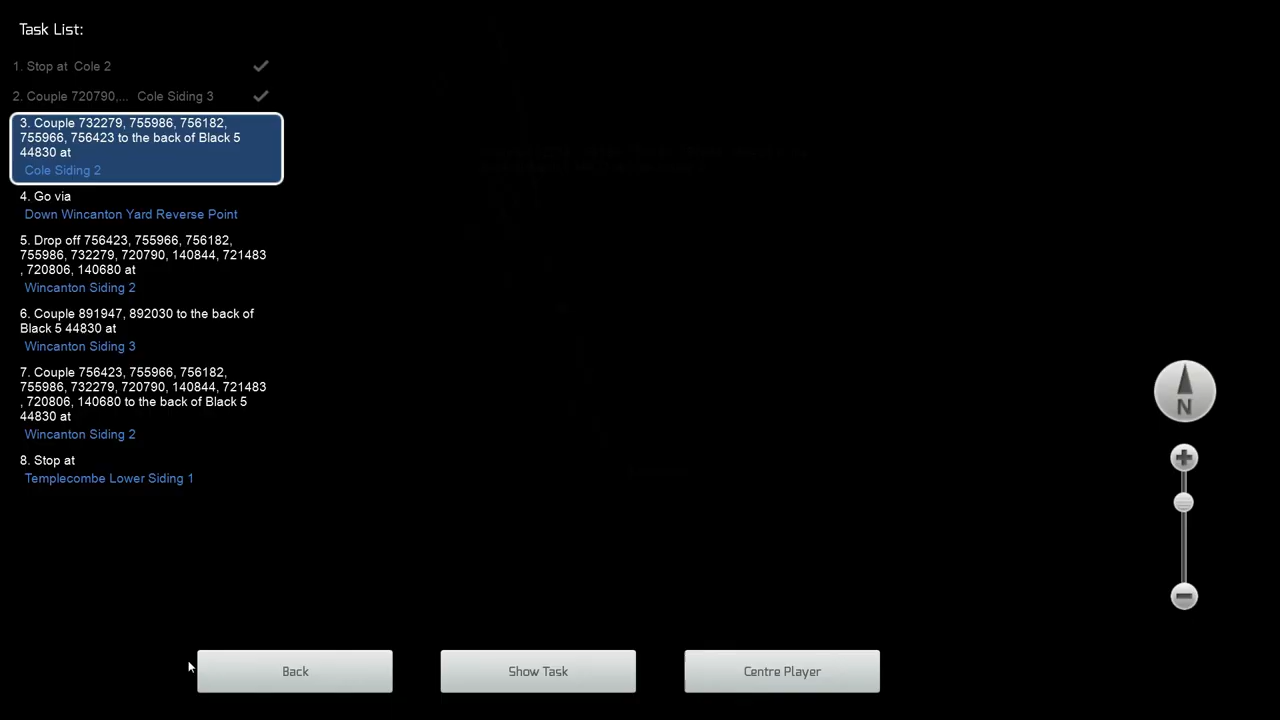 Task List:
1. Stop at  Cole 2
2. Couple 720790,...  Cole Siding 3
3. Couple 732279, 755986, 756182,
755966, 756423 to the back of Black 5
44830 at
Cole Siding 2
4. Go via
Down Wincanton Yard Reverse Point
5. Drop off 756423, 755966, 756182,
755986, 732279, 720790, 140844, 721483
, 720806, 140680 at
Wincanton Siding 2
6. Couple 891947, 892030 to the back of
Black 5 44830 at
Wincanton Siding 3
7. Couple 756423, 755966, 756182,
755986, 732279, 720790, 140844, 721483
, 720806, 140680 to the back of Black 5
44830 at
Wincanton Siding 2
8. Stop at
Templecombe Lower Siding 1
N
Back
Show Task
Centre Player